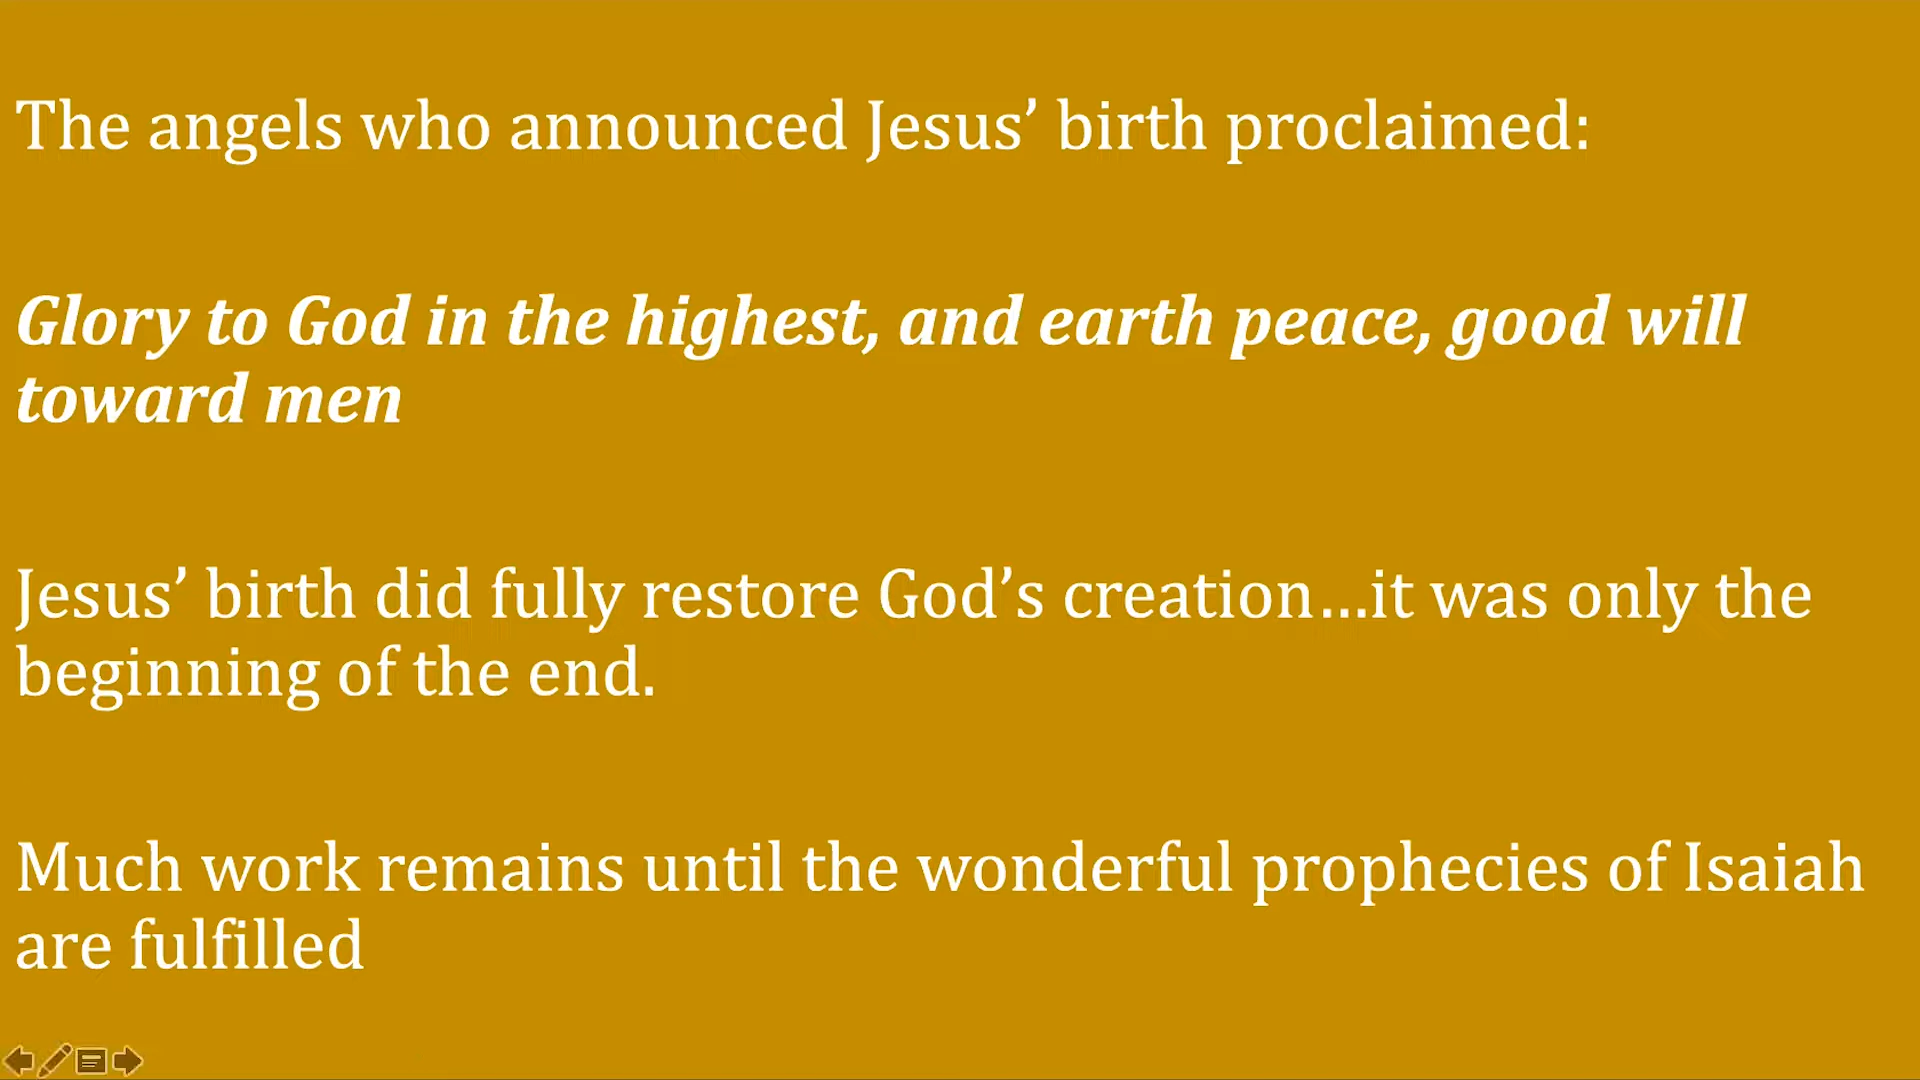 The angels who announced Jesus’ birth proclaimed:
Glory to God in the highest, and earth peace, good will
toward men
Jesus’ birth did fully restore God’s creation…it was only the
beginning of the end.
Much work remains until the wonderful prophecies of Isaiah
are fulfilled